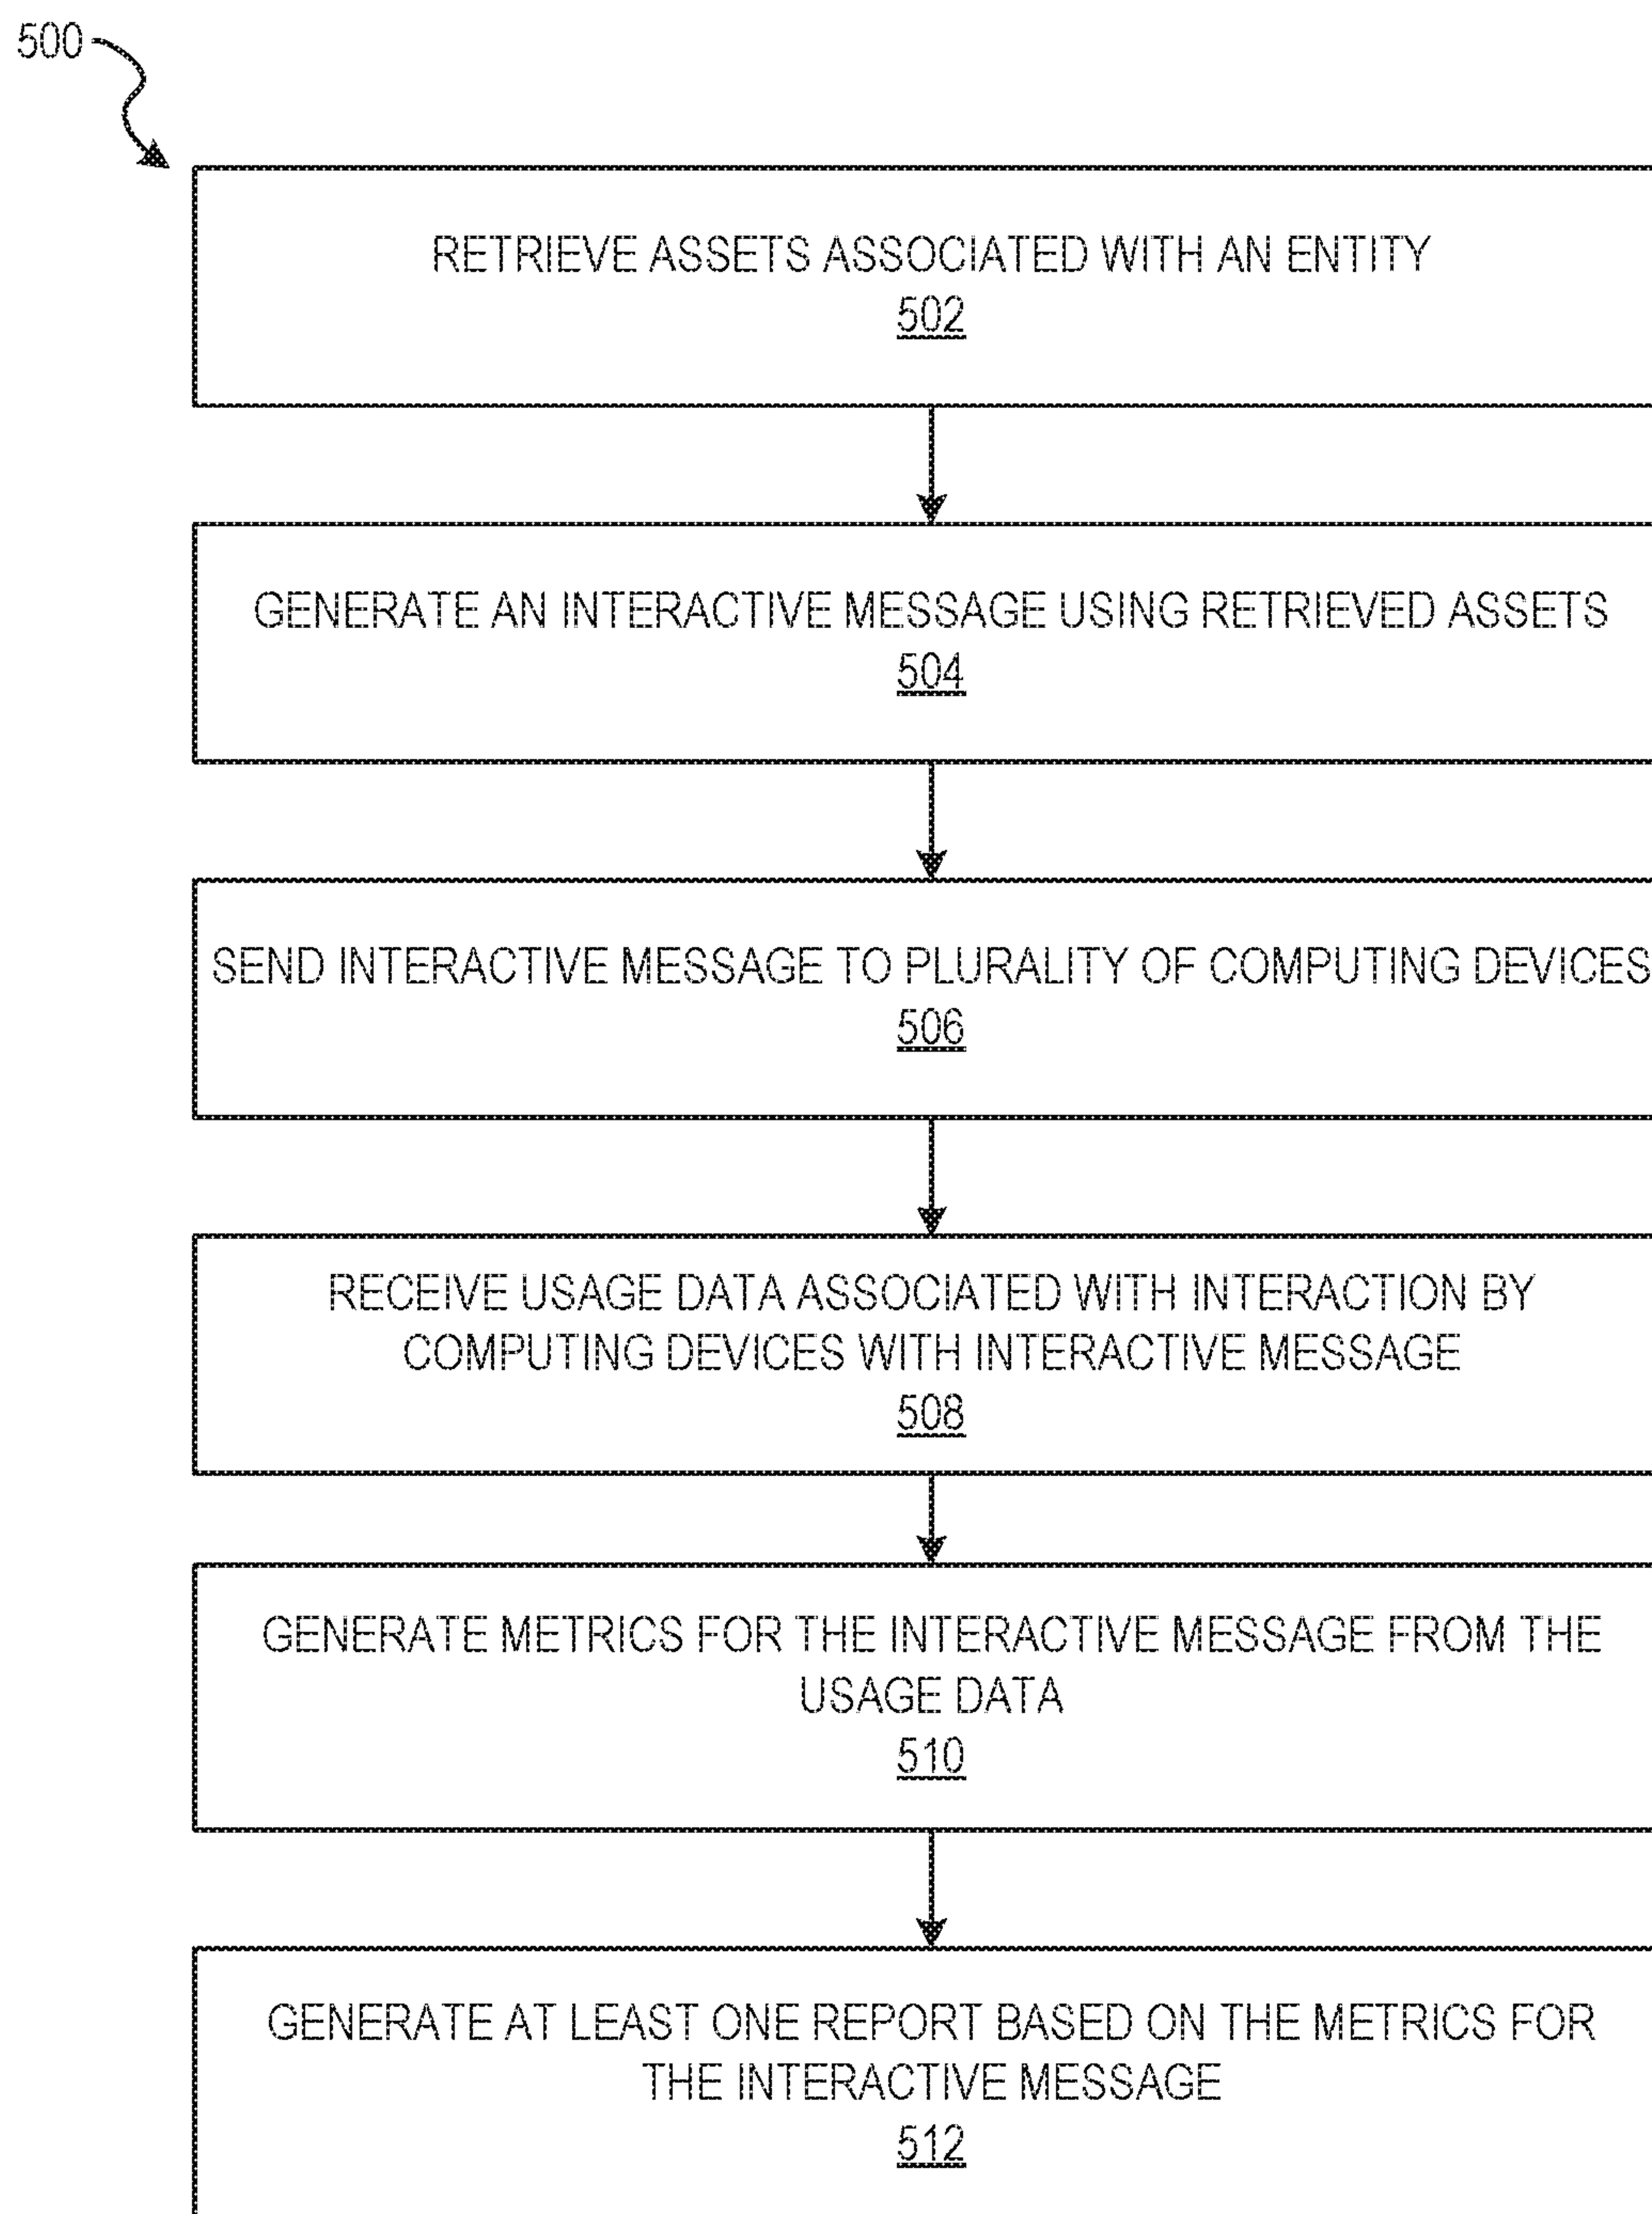 500
RETRIEVE ASSETS ASSOCIATED WITH AN ENTITY
502
GENERATE AN INTERACTIVE MESSAGE USING RETRIEVED ASSETS
504
SEND INTERACTIVE MESSAGE TO PLURALITY OF COMPUTING DEVICES
506
RECEIVE USAGE DATA ASSOCIATED WITH INTERACTION BY
COMPUTING DEVICES WITH INTERACTIVE MESSAGE
508
GENERATE METRICS FOR THE INTERACTIVE MESSAGE FROM THE
USAGE DATA
510
GENERATE AT LEAST ONE REPORT BASED ON THE METRICS FOR
THE INTERACTIVE MESSAGE
512